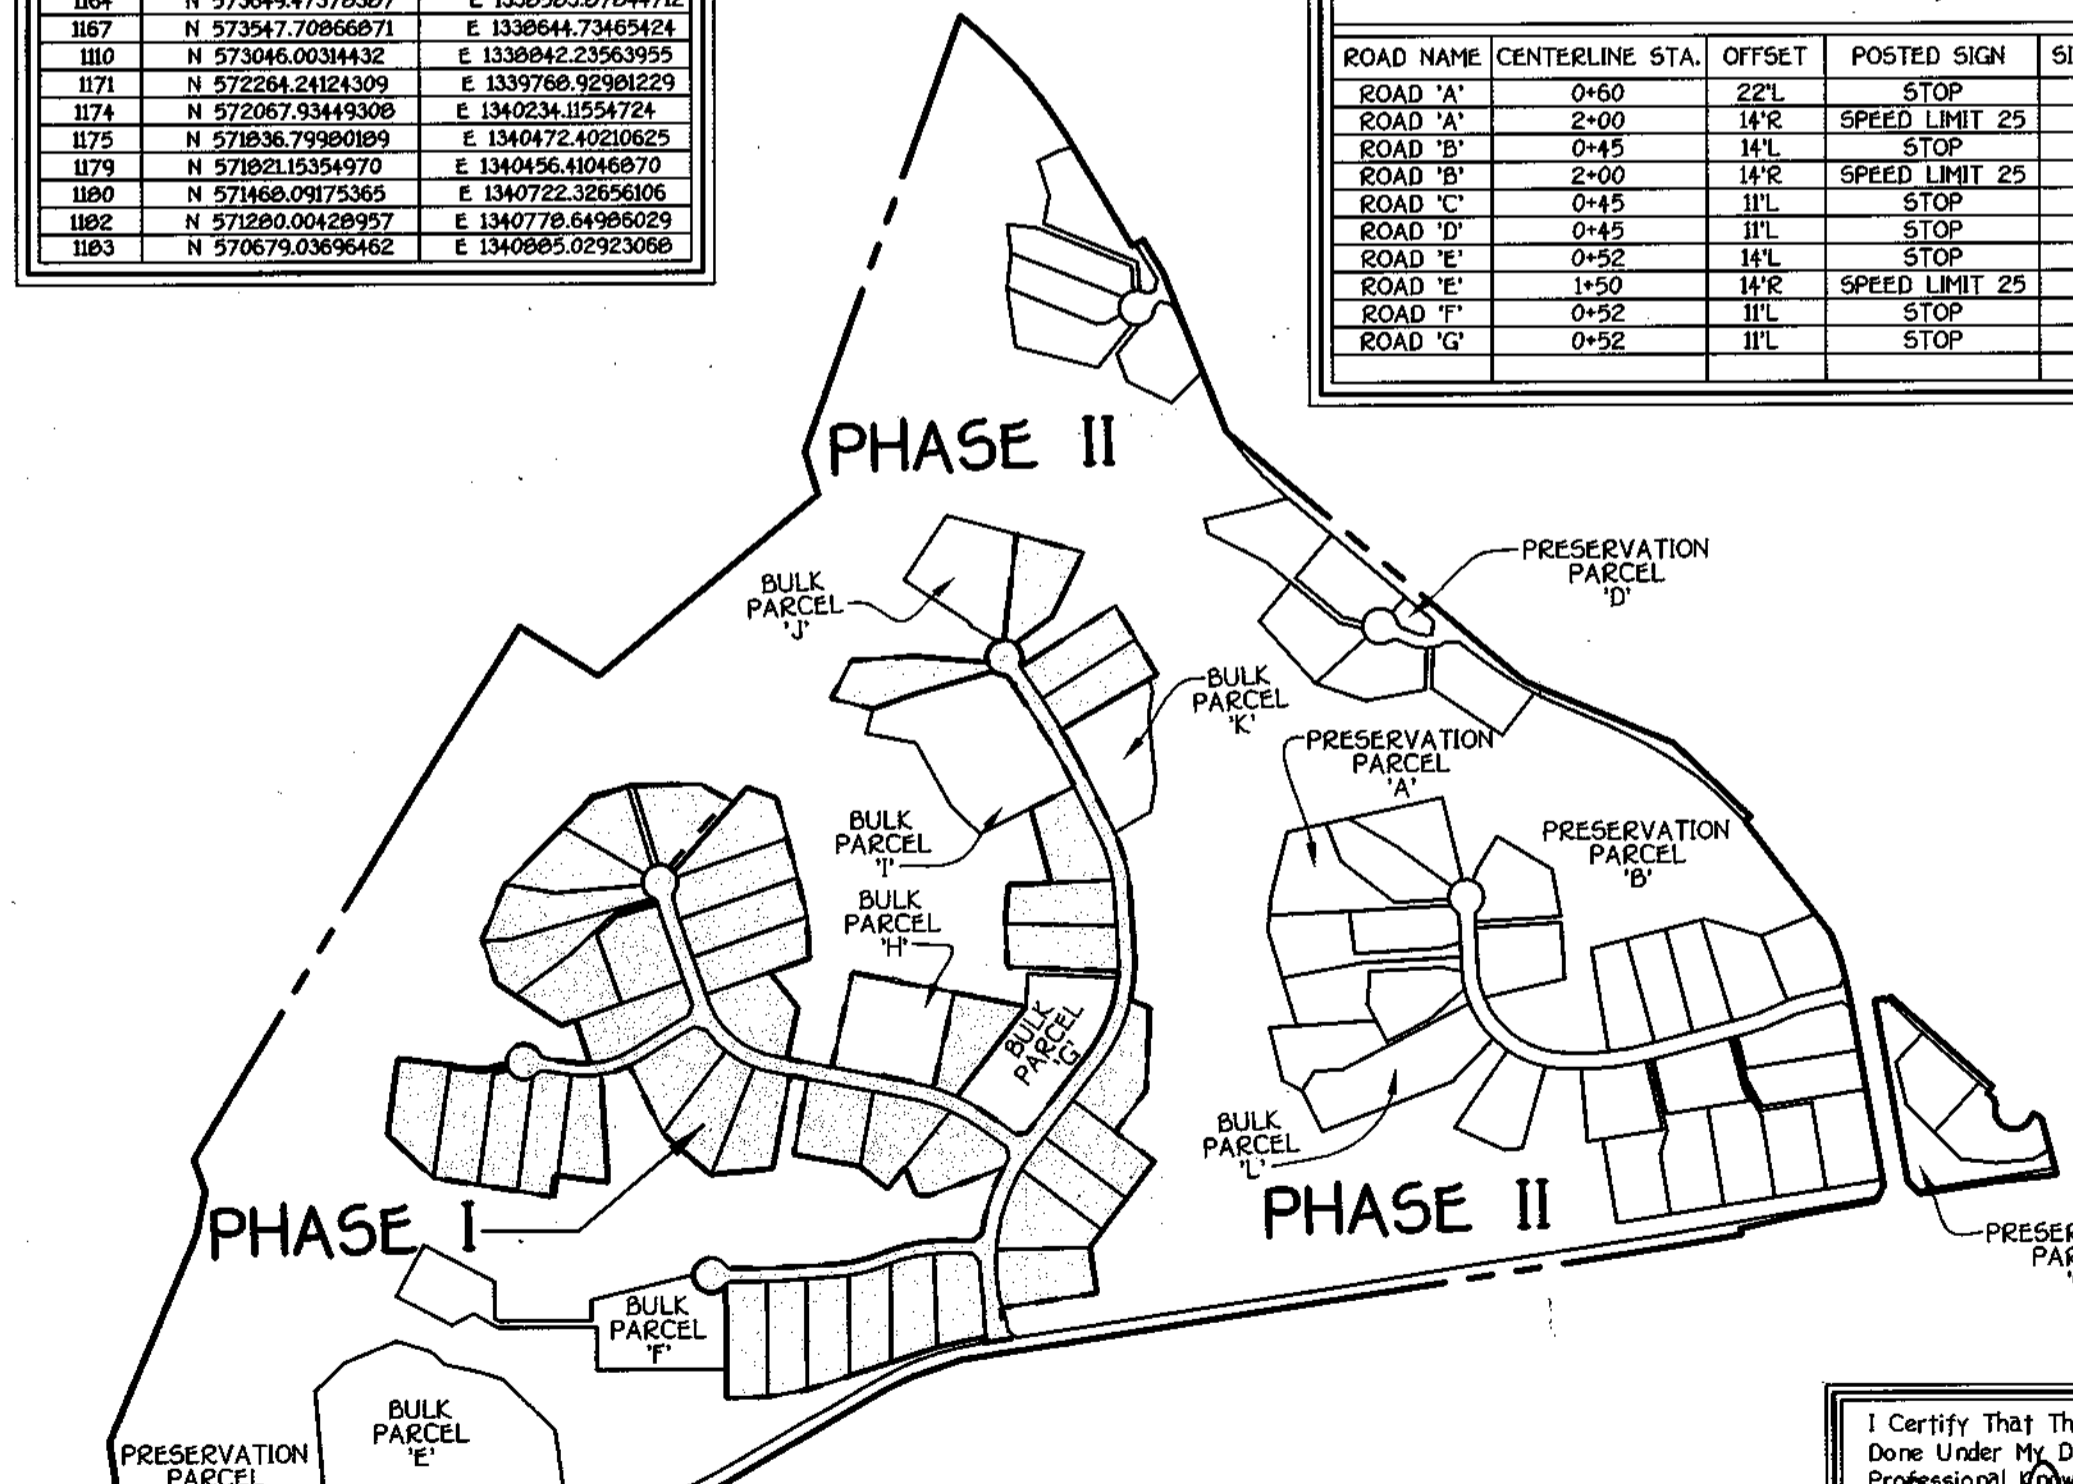 1167 N 573547.70866871 E 1338644.73465424
1110 N 573046.00314432 E 1338842.23563955
1171 N 572264.24124309 E 1339768.92981229
1174 N 572067.93449308 E 1340234.11554724
1175 N 571836.79980189 E 1340472.40210625
1179 N 571821.15354970 E 1340456.41046870
1180 N 571468.09175365 E 1340722.32656106
1182 N 571280.00428957 E 1340778.64986029
1183 N 570679.03696462 E 1340885.02923068
ROAD NAME CENTERLINE STA. OFFSET POSTED SIGN
ROAD 'A' 0+60 22'L STOP
ROAD 'A' 2+00 14'R SPEED LIMIT 25
ROAD 'B' 0+45 14'L STOP
ROAD 'B' 2+00 14'R SPEED LIMIT 25
ROAD 'C' 0+45 11'L STOP
ROAD 'D' 0+45 11'L STOP
ROAD 'E' 0+52 14'L STOP
ROAD 'E' 1+50 14'R SPEED LIMIT 25
ROAD 'F' 0+52 11'L STOP
ROAD 'G' 0+52 11'L STOP
PHASE II
BULK
PARCEL
'J'
PRESERVATION
PARCEL
'D'
BULK
PARCEL
'K'
PRESERVATION
PARCEL
'A'
BULK
PARCEL
'I'
PRESERVATION
PARCEL
'B'
BULK
PARCEL
'H'
BULK
PARCEL
'G'
BULK
PARCEL
'L'
PHASE I
PHASE II
BULK
PARCEL
'F'
BULK
PARCEL
'E'
PRESERVATION
PARCEL
I Certify That
Done Under My
Professional